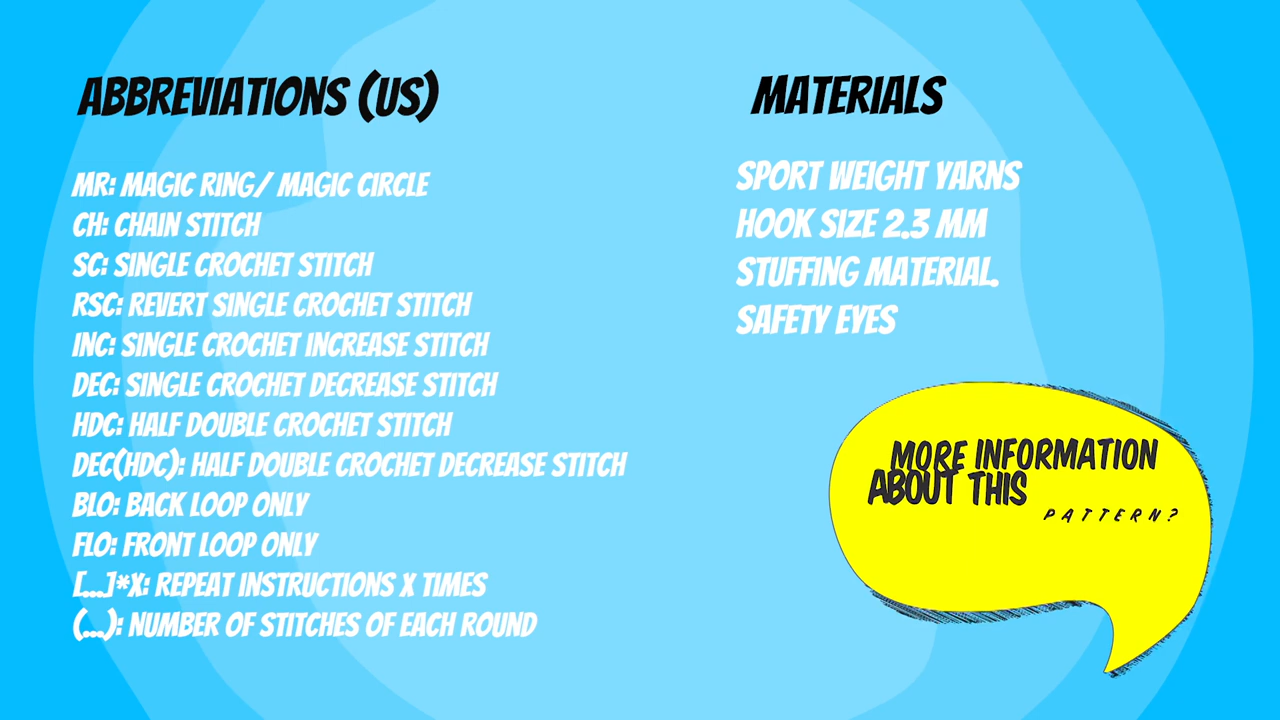 ABBREVIATIONS (US)
MR: MAGIC RING/ MAGIC CIRCLE
CH: CHAIN STITCH
SC: SINGLE CROCHET STITCH
RSC: REVERT SINGLE CROCHET STITCH
INC: SINGLE CROCHET INCREASE STITCH
DEC: SINGLE CROCHET DECREASE STITCH
HDC: HALF DOUBLE CROCHET STITCH
DEC(HDC): HALF DOUBLE CROCHET DECREASE STITCH
BLO: BACK LOOP ONLY
FLO: FRONT LOOP ONLY
[...]*X: REPEAT INSTRUCTIONS X TIMES
(...): NUMBER OF STITCHES OF EACH ROUND
MATERIALS
SPORT WEIGHT YARNS
HOOK SIZE 2.3 MM
STUFFING MATERIAL.
SAFETY EYES
MORE INFORMATION
ABOUT THIS
PATTERN?